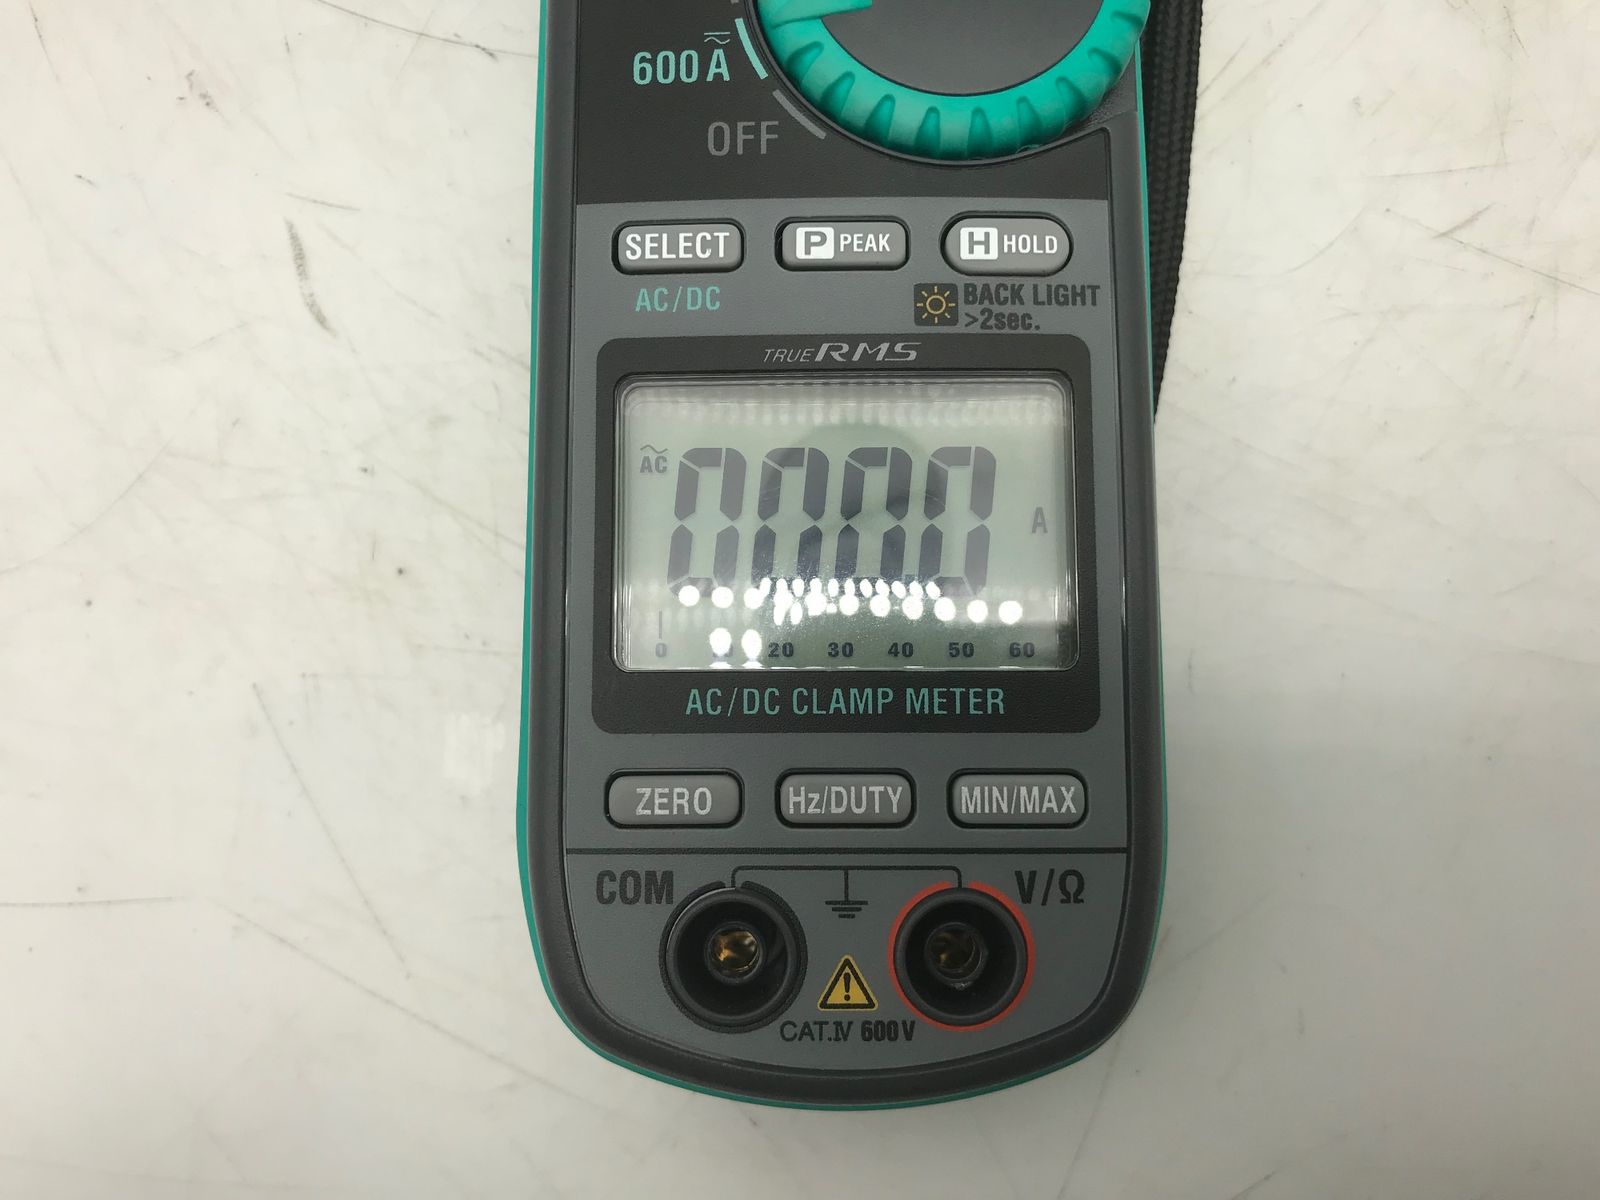 600 A
OFF
SELECT
P PEAK
H HOLD
AC/DC
BACK LIGHT
>2sec.
TRUE RMS
AC
0000
A
0 20 30 40 50 60
AC/DC CLAMP METER
ZERO
Hz/DUTY
MIN/MAX
COM
V/Ω
CAT.IV 600V